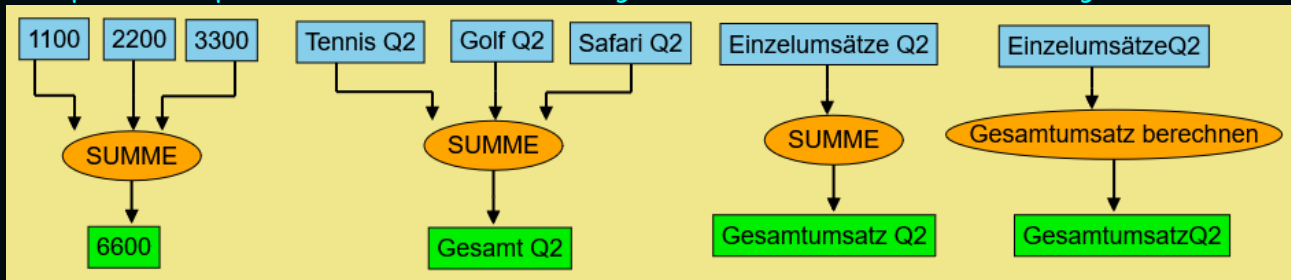 1100
2200
3300
SUMME
6600
Tennis Q2
Golf Q2
Safari Q2
SUMME
Gesamt Q2
Einzelumsätze Q2
SUMME
Gesamtumsatz Q2
EinzelumsätzeQ2
Gesamtumsatz berechnen
GesamtumsatzQ2